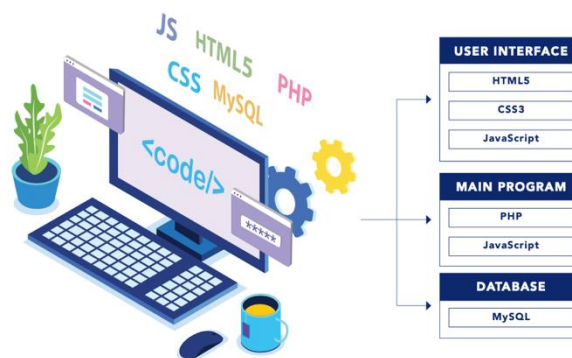 JS
HTML5
PHP
CSS
MySQL
<code/>
*****
USER INTERFACE
HTML5
CSS3
JavaScript
MAIN PROGRAM
PHP
JavaScript
DATABASE
MySQL